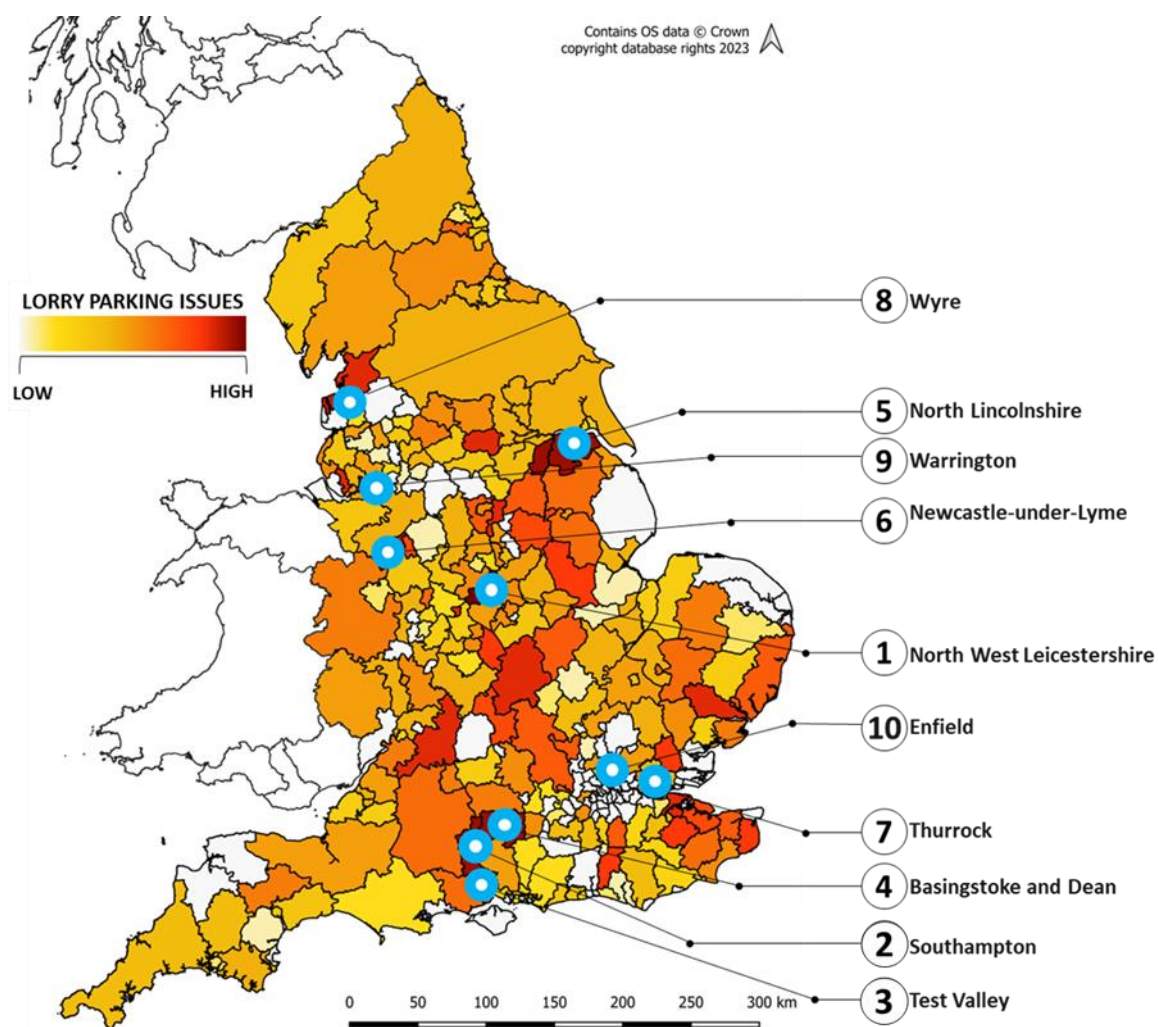 Contains OS data © Crown
copyright database rights 2023
LORRY PARKING ISSUES
LOW
HIGH
8 Wyre
5 North Lincolnshire
9 Warrington
6 Newcastle-under-Lyme
1 North West Leicestershire
10 Enfield
7 Thurrock
4 Basingstoke and Dean
2 Southampton
3 Test Valley
0 50 100 150 200 250 300 km